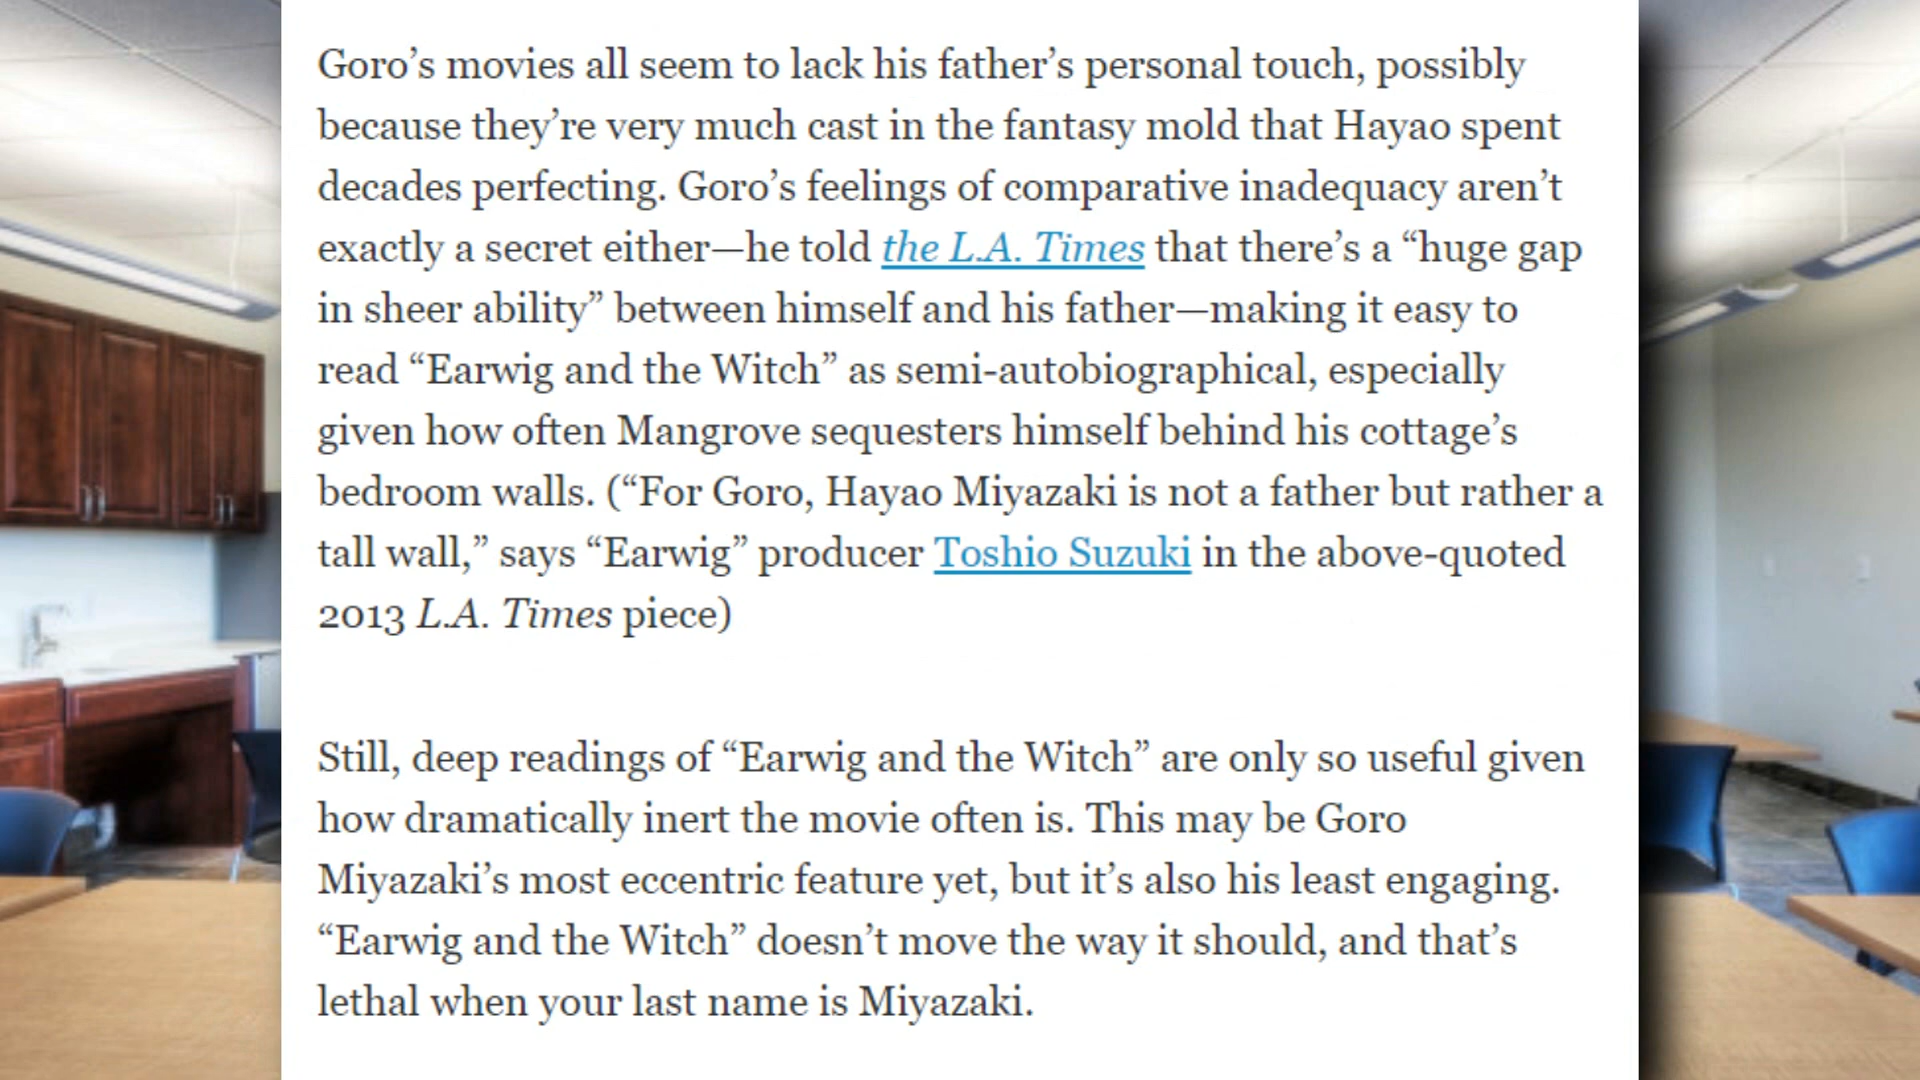 Goro’s movies all seem to lack his father’s personal touch, possibly
because they’re very much cast in the fantasy mold that Hayao spent
decades perfecting. Goro’s feelings of comparative inadequacy aren’t
exactly a secret either—he told the L.A. Times that there’s a “huge gap
in sheer ability” between himself and his father—making it easy to
read “Earwig and the Witch” as semi-autobiographical, especially
given how often Mangrove sequesters himself behind his cottage’s
bedroom walls. (“For Goro, Hayao Miyazaki is not a father but rather a
tall wall,” says “Earwig” producer Toshio Suzuki in the above-quoted
2013 L.A. Times piece)
Still, deep readings of “Earwig and the Witch” are only so useful given
how dramatically inert the movie often is. This may be Goro
Miyazaki’s most eccentric feature yet, but it’s also his least engaging.
“Earwig and the Witch” doesn’t move the way it should, and that’s
lethal when your last name is Miyazaki.